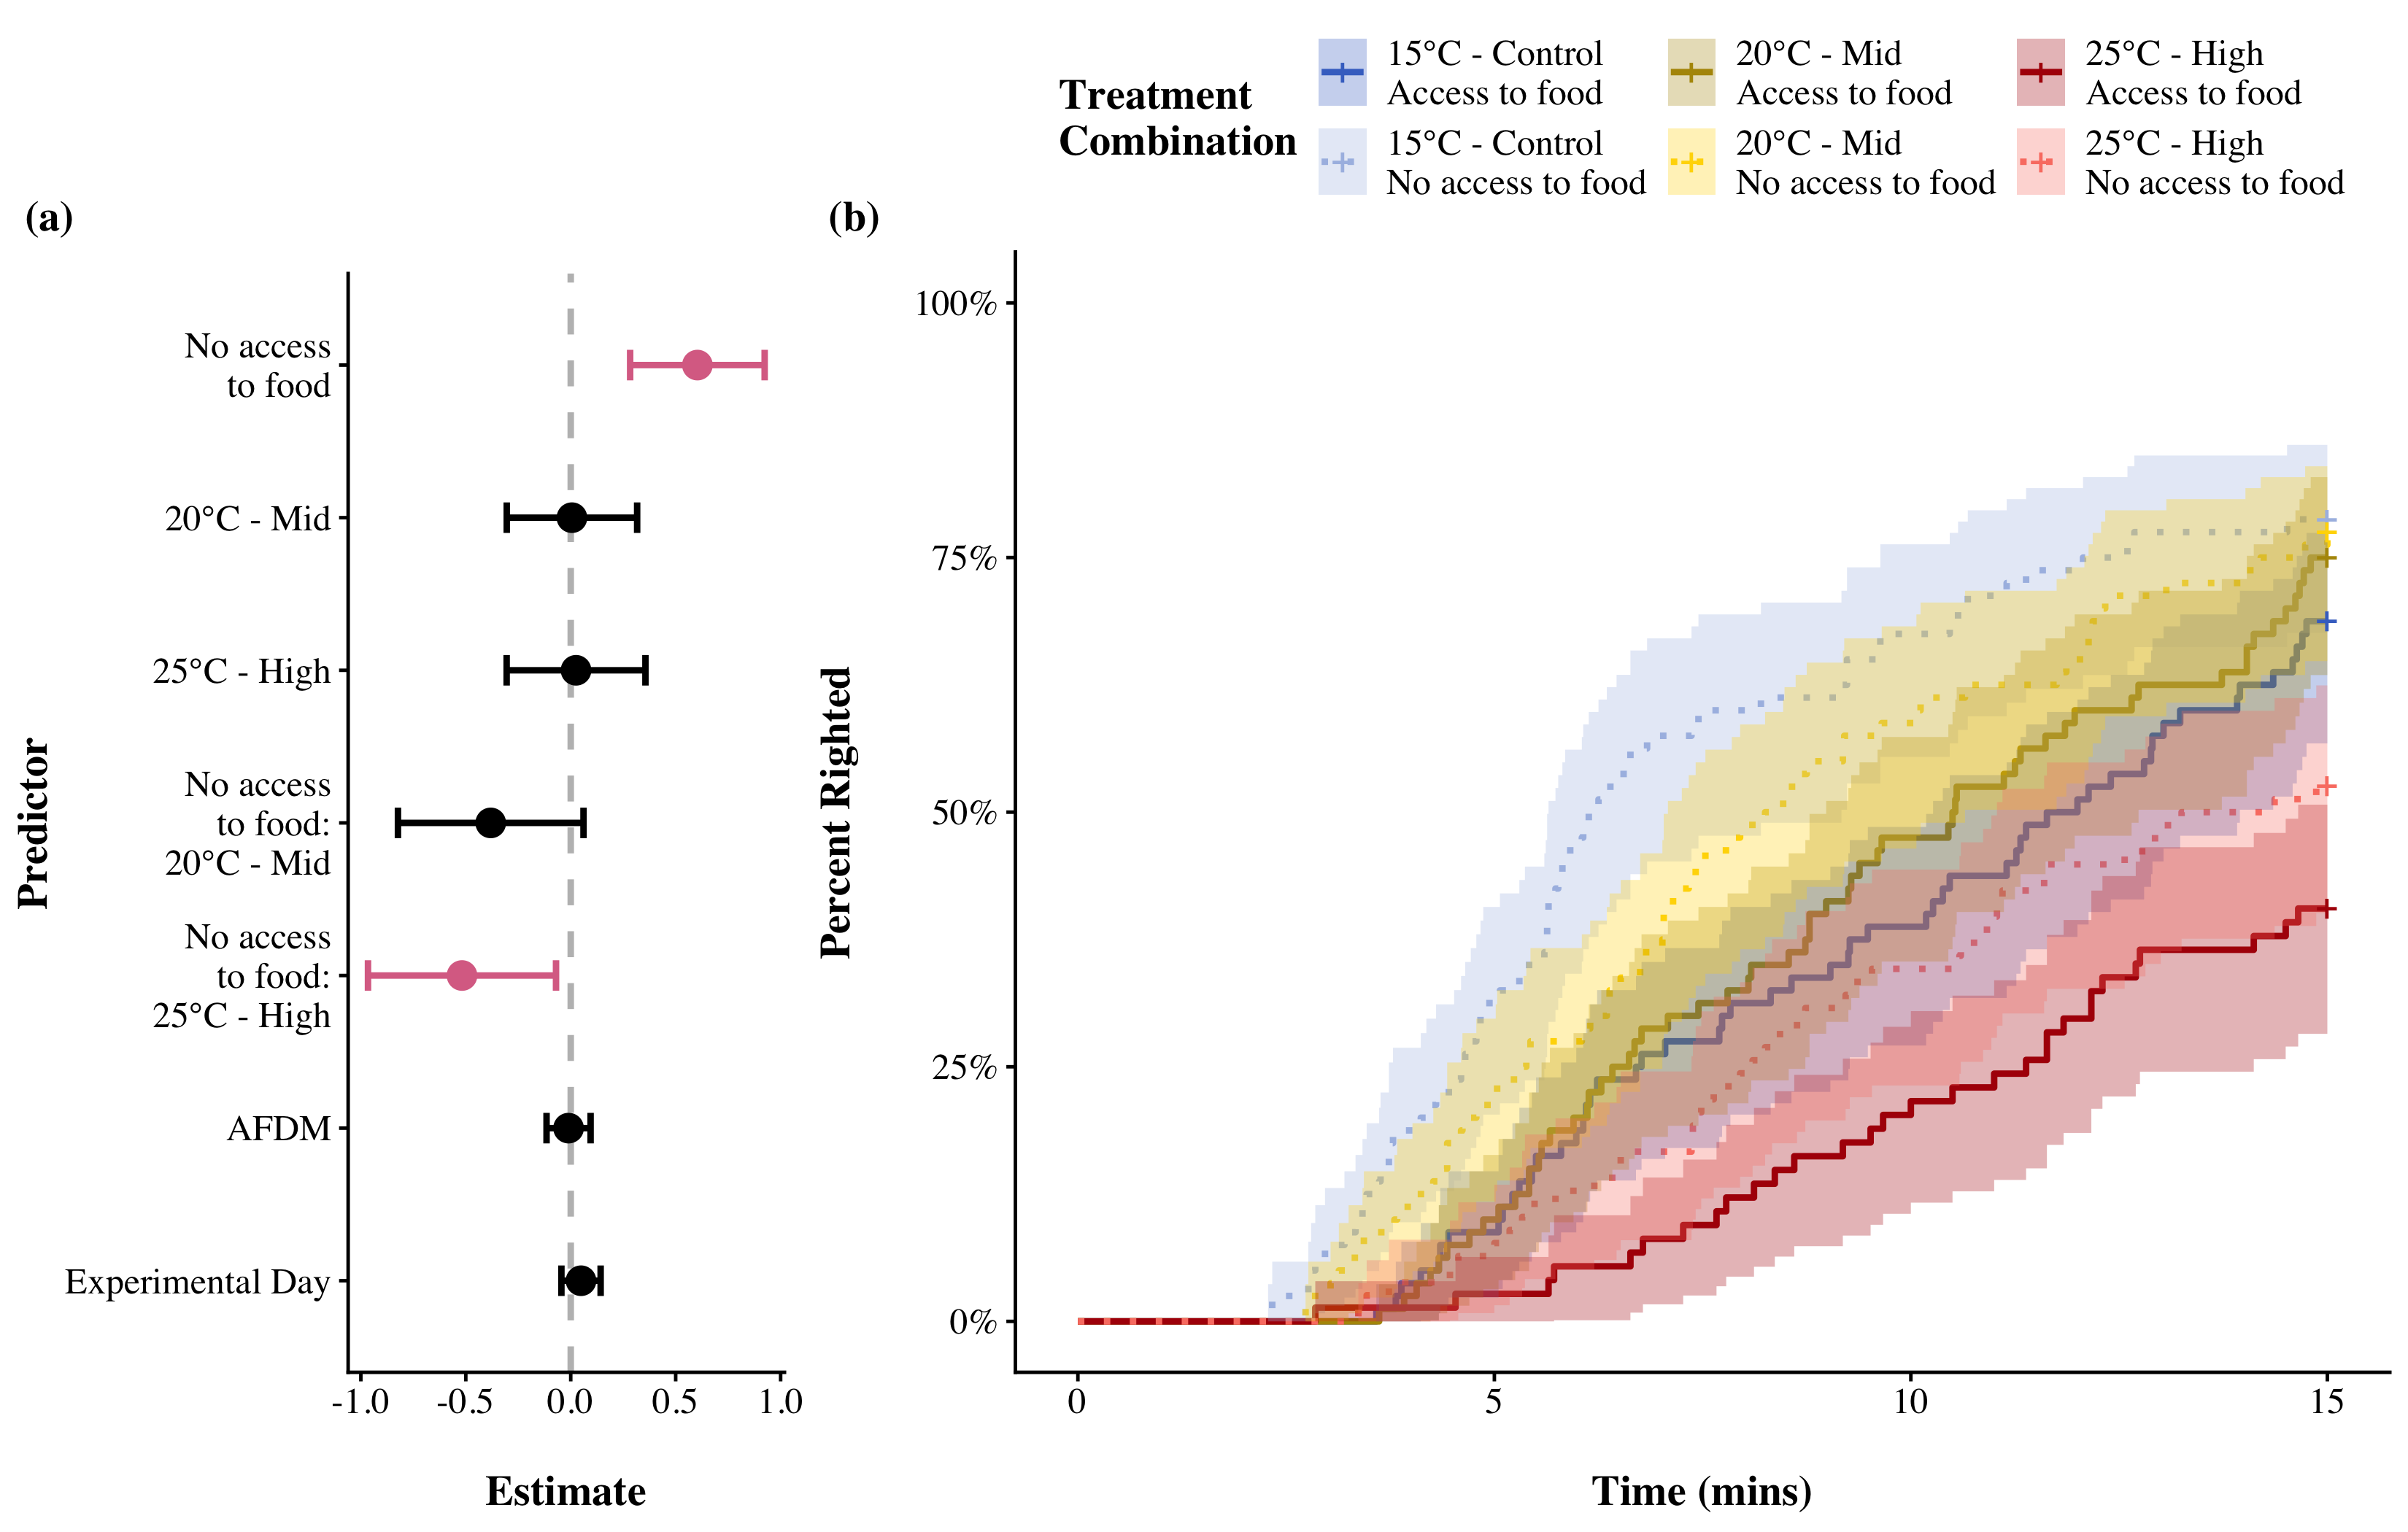 Treatment
Combination
15°C - Control
Access to food
20°C - Mid
Access to food
25°C - High
Access to food
15°C - Control
No access to food
20°C - Mid
No access to food
25°C - High
No access to food
(a)
Predictor
No access
to food
20°C - Mid
25°C - High
No access
to food:
20°C - Mid
No access
to food:
25°C - High
AFDM
Experimental Day
-1.0
-0.5
0.0
0.5
1.0
Estimate
(b)
Percent Righted
100%
75%
50%
25%
0%
0
5
10
15
Time (mins)